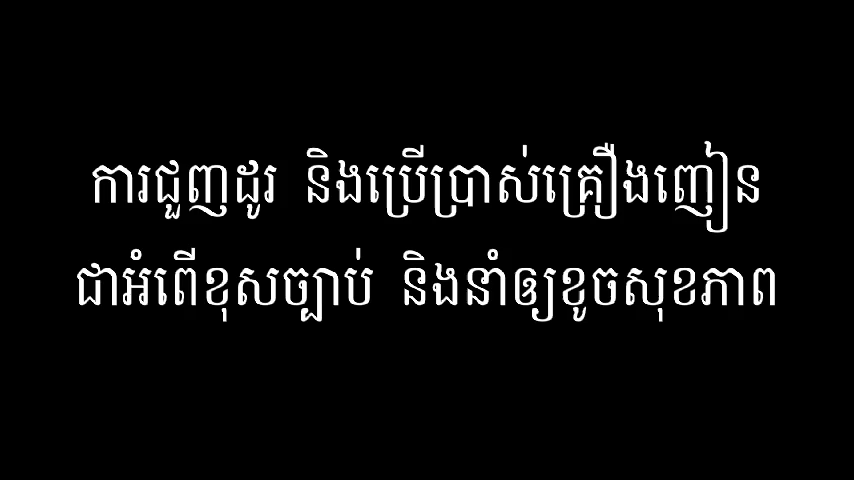 ការជួញដូរ និងប្រើប្រាស់គ្រឿងញៀន
ជាអំពើខុសច្បាប់ និងនាំឲ្យខូចសុខភាព